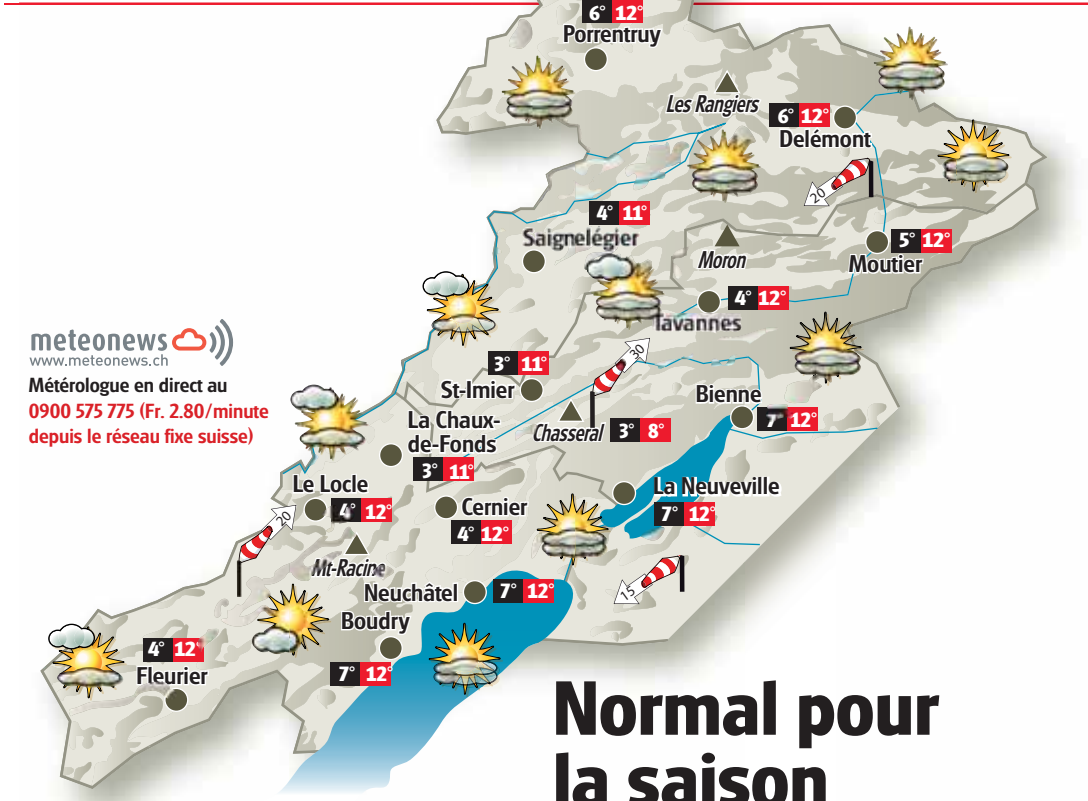 6° 12°
Porrentruy
Les Rangiers
6° 12°
Delémont
20
4° 11°
Saignelégier
Moron
5° 12°
Moutier
4° 12°
Tavannes
meteonews
www.meteonews.ch
Métérologue en direct au
0900 575 775 (Fr. 2.80/minute
depuis le réseau fixe suisse)
30
3° 11°
St-Imier
Chasseral 3° 8°
Bienne
7° 12°
La Chaux-
de-Fonds
3° 11°
Le Locle
4° 12°
20
Cernier
4° 12°
La Neuveville
7° 12°
Mt-Racine
Neuchâtel 7° 12°
15
Boudry
7° 12°
4° 12°
Fleurier
Normal pour
la saison